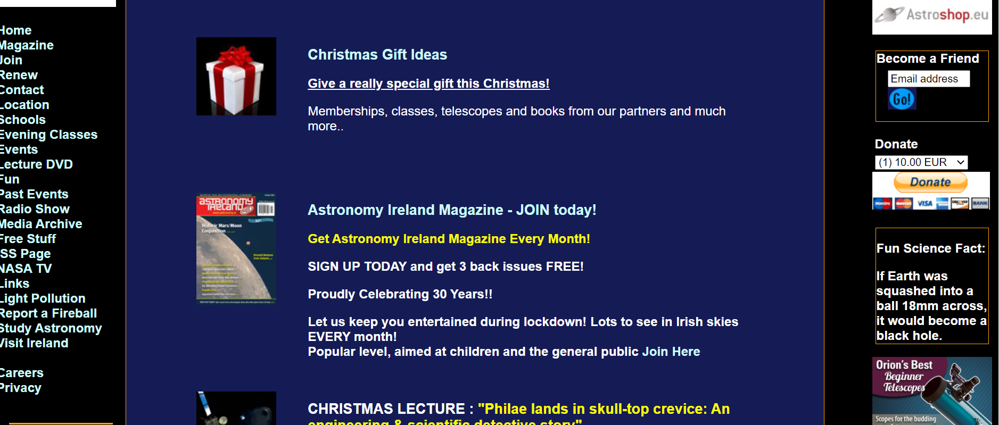 Home
Magazine
Join
Renew
Contact
Location
Schools
Evening Classes
Events
Lecture DVD
Fun
Past Events
Radio Show
Media Archive
Free Stuff
ISS Page
NASA TV
Links
Light Pollution
Report a Fireball
Study Astronomy
Visit Ireland
Careers
Privacy
Christmas Gift Ideas
Give a really special gift this Christmas!
Memberships, classes, telescopes and books from our partners and much
more..
ASTRONOMY
IRELAND
Historic Mars/Moon
Conjunction
Astronomy Ireland Magazine - JOIN today!
Get Astronomy Ireland Magazine Every Month!
SIGN UP TODAY and get 3 back issues FREE!
Proudly Celebrating 30 Years!!
Let us keep you entertained during lockdown! Lots to see in Irish skies
EVERY month!
Popular level, aimed at children and the general public Join Here
CHRISTMAS LECTURE : "Philae lands in skull-top crevice: An
engineering & scientific detective story"
Astroshop.eu
Become a Friend
Email address
Go!
Donate
(1) 10.00 EUR
Donate
Maestro
MasterCard
VISA
DISCOVER
BANK
Fun Science Fact:
If Earth was
squashed into a
ball 18mm across,
it would become a
black hole.
Orion's Best
Beginner
Telescopes
Scopes for the budding